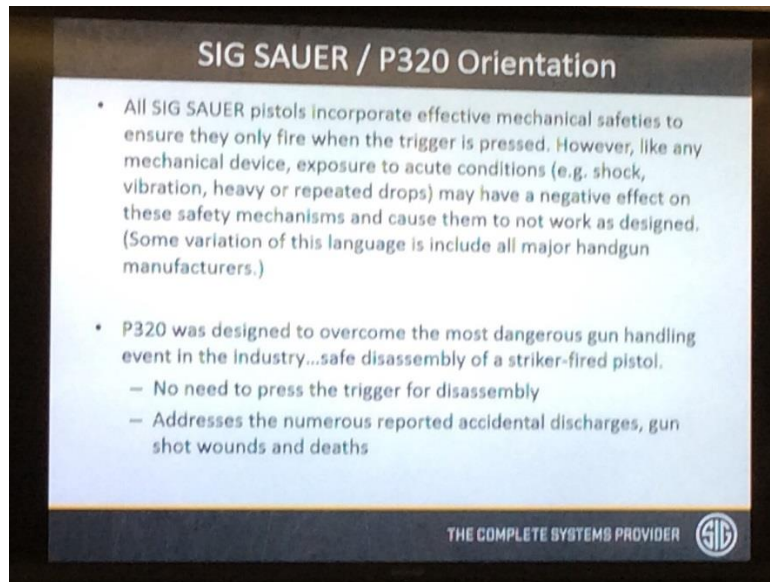 SIG SAUER / P320 Orientation
• All SIG SAUER pistols incorporate effective mechanical safeties to
ensure they only fire when the trigger is pressed. However, like any
mechanical device, exposure to acute conditions (e.g. shock,
vibration, heavy or repeated drops) may have a negative effect on
these safety mechanisms and cause them to not work as designed.
(Some variation of this language is include all major handgun
manufacturers.)
• P320 was designed to overcome the most dangerous gun handling
event in the industry...safe disassembly of a striker-fired pistol.
– No need to press the trigger for disassembly
– Addresses the numerous reported accidental discharges, gun
shot wounds and deaths
THE COMPLETE SYSTEMS PROVIDER SIG